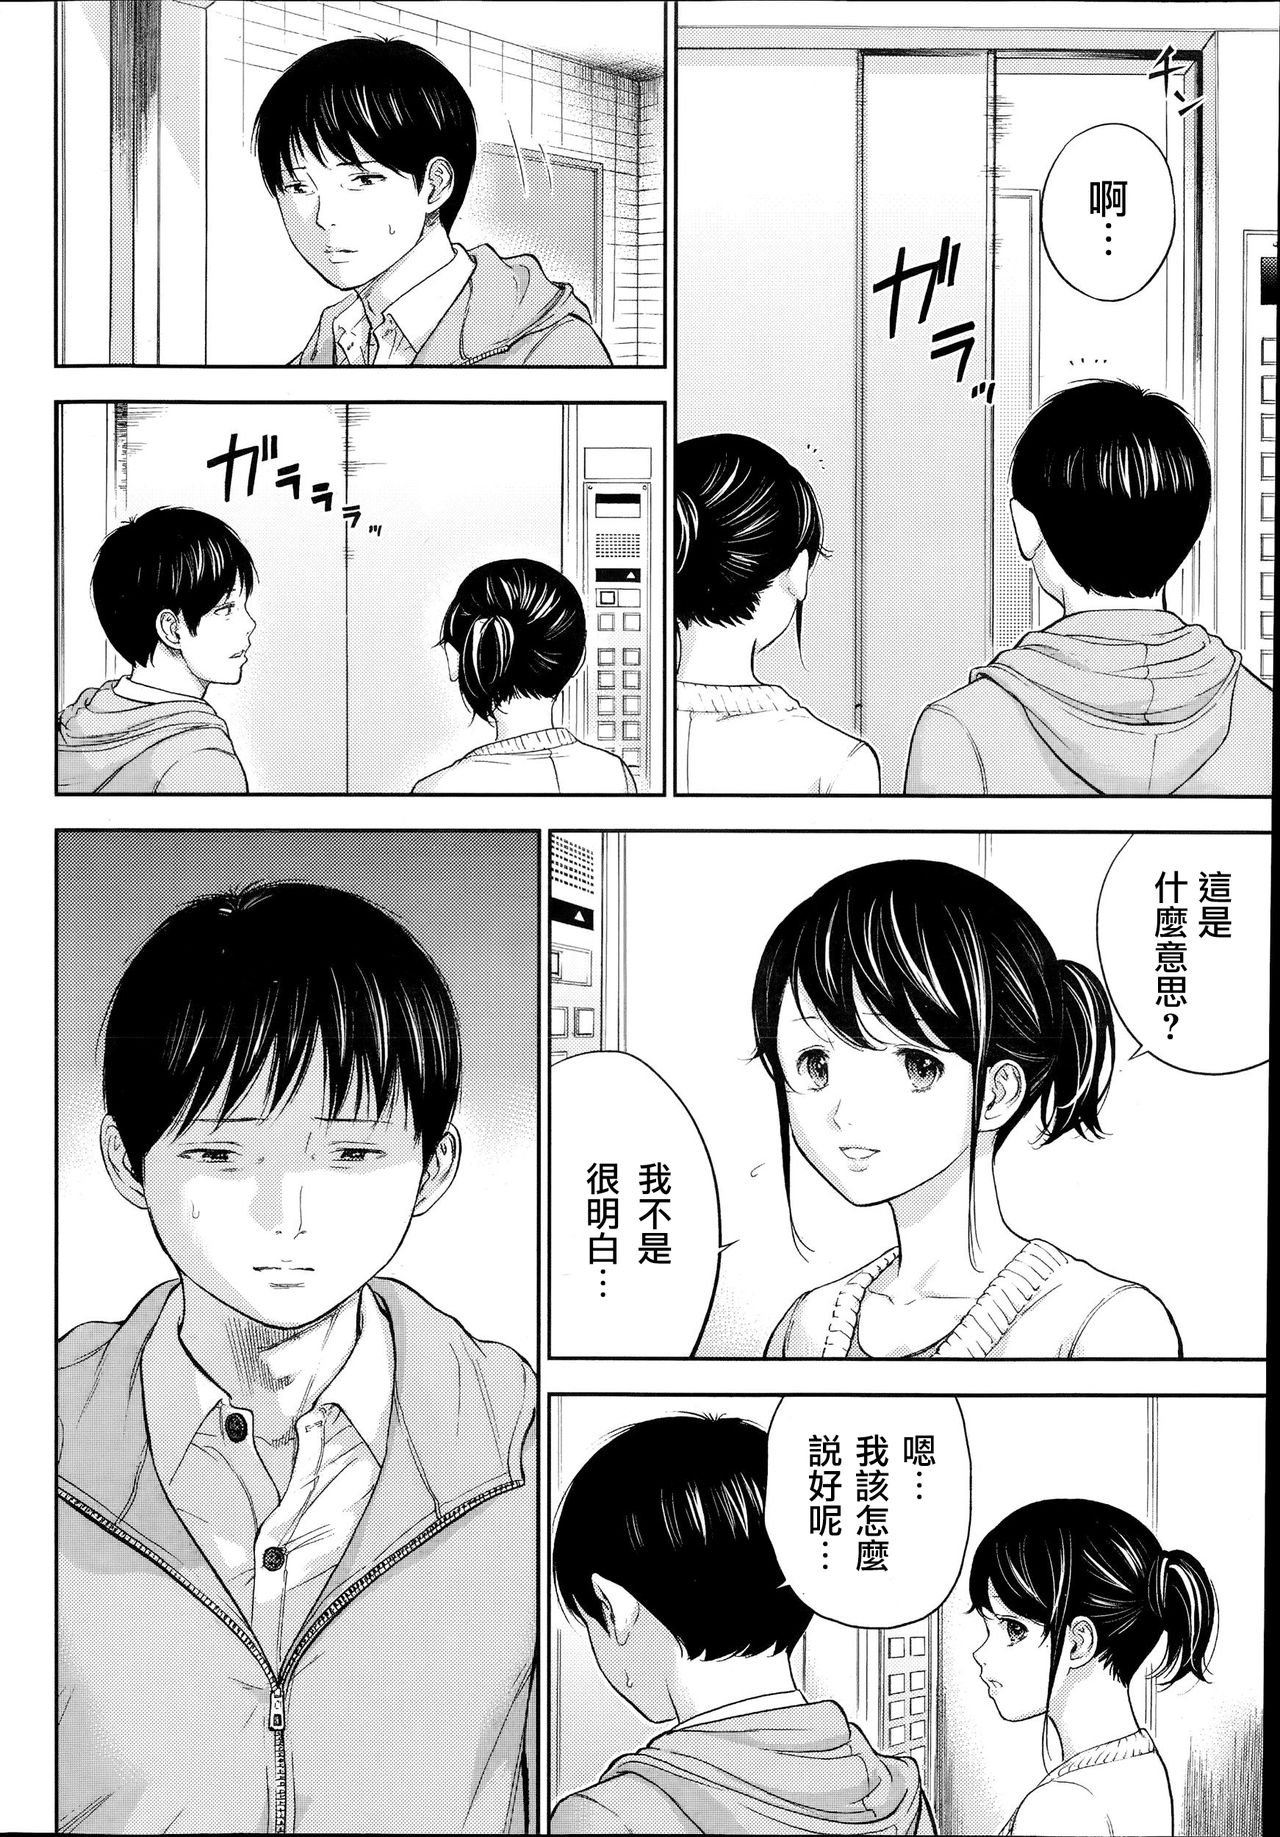 チン
啊…
ガラッ
ガラララッ
這是
什麼意思？
我不是
很明白…
嗯…
我該怎麼
説好呢…